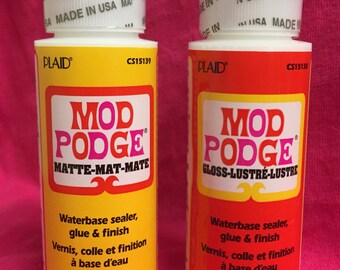 MADE IN USA
PLAID®
CS15139
MOD
PODGE®
MATTE-MAT-MATE
Waterbase sealer,
glue & finish
Vernis, colle et finition
à base d'eau
MADE IN USA
PLAID®
MOD
PODGE®
GLOSS-LUSTRÉ-LUSTRE
Waterbase sealer,
glue & finish
Vernis, colle et finition
à base d'eau